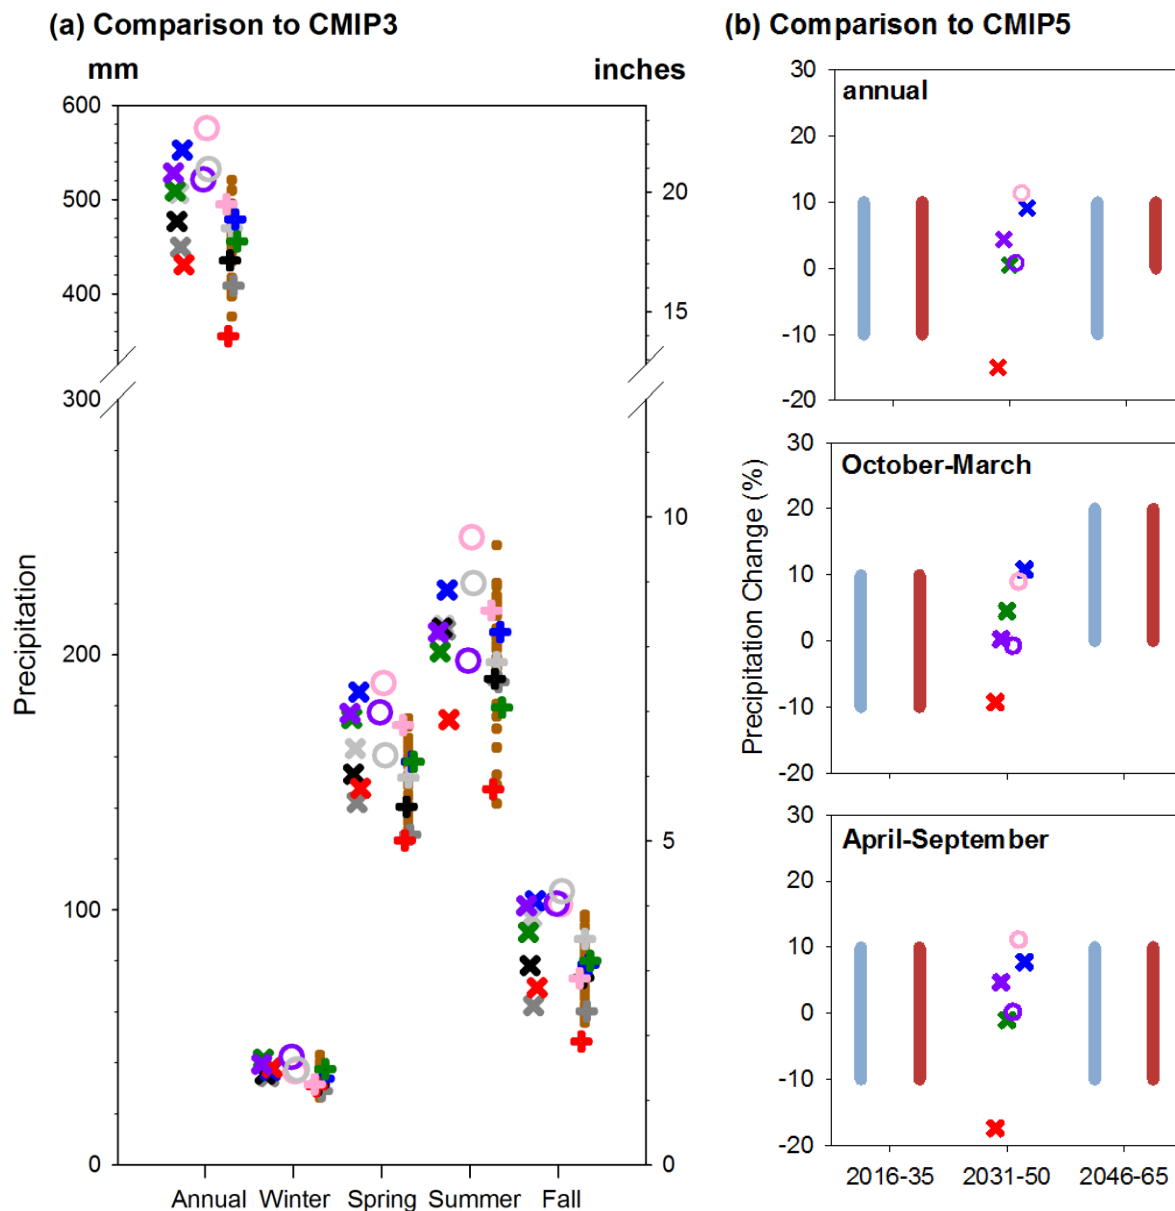 (a) Comparison to CMIP3
mm
inches
600
500
400
300
200
100
0
20
15
10
5
0
Precipitation
Annual Winter Spring Summer Fall
(b) Comparison to CMIP5
annual
30
20
10
0
-10
-20
October-March
30
20
10
0
-10
-20
April-September
30
20
10
0
-10
-20
Precipitation Change (%)
2016-35 2031-50 2046-65